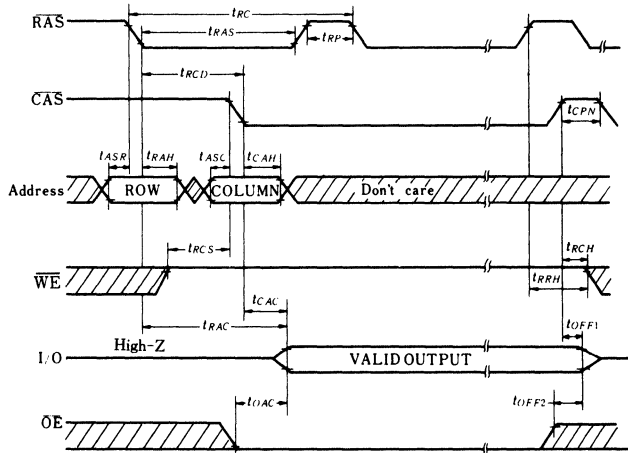 tRC
RAS
tRAS
tRP
tRCD
CAS
tCPN
tASR
tRAH
tASC
tCAH
Address
ROW
COLUMN
Don't care
tRCS
tRCH
WE
tRRH
tCAC
tRAC
High-Z
tOFF1
I/O
VALID OUTPUT
tOAC
tOFF2
OE